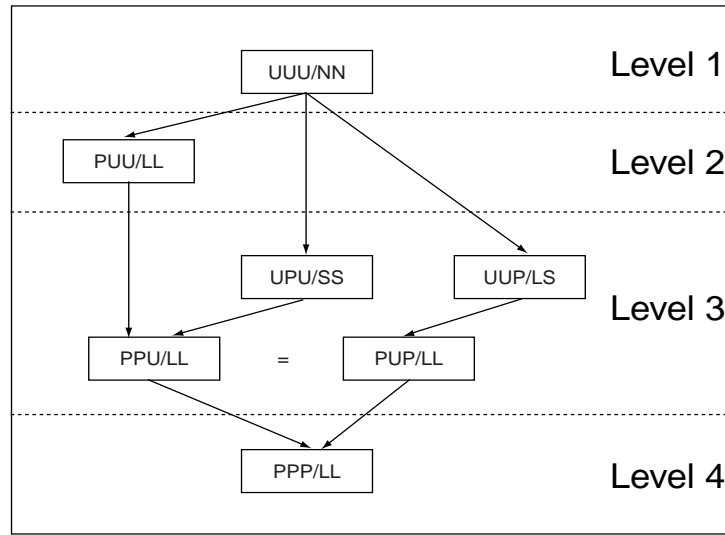 UUU/NN
Level 1
PUU/LL
Level 2
UPU/SS
UUP/LS
Level 3
PPU/LL
=
PUP/LL
PPP/LL
Level 4